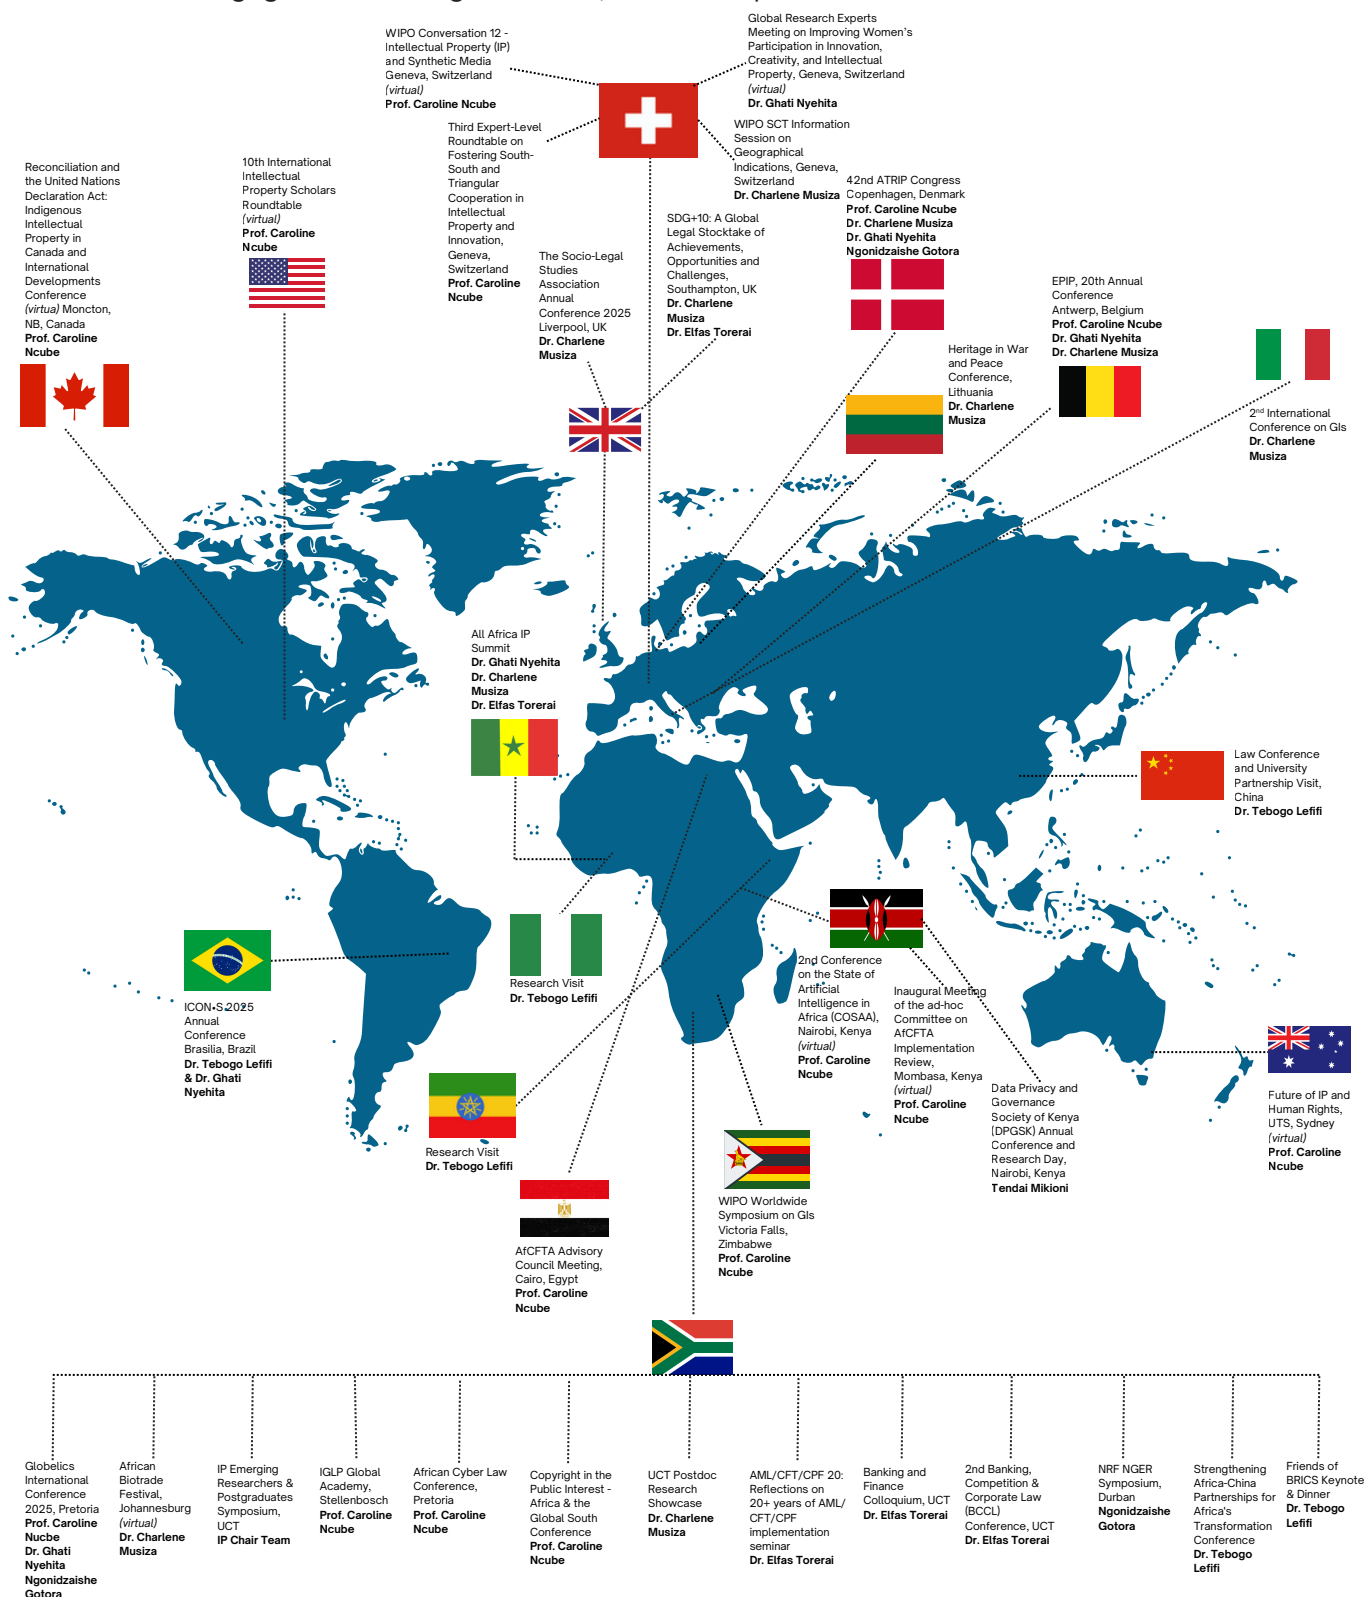 WIPO Conversation 12 -
Intellectual Property (IP)
and Synthetic Media
Geneva, Switzerland
(virtual)
Prof. Caroline Ncube
Global Research Experts
Meeting on Improving Women's
Participation in Innovation,
Creativity, and Intellectual
Property, Geneva, Switzerland
(virtual)
Dr. Ghati Nyehita
Third Expert-Level
Roundtable on
Fostering South-
South and
Triangular
Cooperation in
Intellectual
Property and
Innovation,
Geneva,
Switzerland
Prof. Caroline
Ncube
WIPO SCT Information
Session on
Geographical
Indications, Geneva,
Switzerland
Dr. Charlene Musiza
Reconciliation and
the United Nations
Declaration Act:
Indigenous
Intellectual
Property in
Canada and
International
Developments
Conference
(virtua) Moncton,
NB, Canada
Prof. Caroline
Ncube
10th International
Intellectual
Property Scholars
Roundtable
(virtual)
Prof. Caroline
Ncube
The Socio-Legal
Studies
Association
Annual
Conference 2025
Liverpool, UK
Dr. Charlene
Musiza
SDG+10: A Global
Legal Stocktake of
Achievements,
Opportunities and
Challenges,
Southampton, UK
Dr. Charlene
Musiza
Dr. Elfas Torerai
42nd ATRIP Congress
Copenhagen, Denmark
Prof. Caroline Ncube
Dr. Charlene Musiza
Dr. Ghati Nyehita
Ngonidzaishe Gotora
Heritage in War
and Peace
Conference,
Lithuania
Dr. Charlene
Musiza
EPIP, 20th Annual
Conference
Antwerp, Belgium
Prof. Caroline Ncube
Dr. Ghati Nyehita
Dr. Charlene Musiza
2nd International
Conference on GIs
Dr. Charlene
Musiza
All Africa IP
Summit
Dr. Ghati Nyehita
Dr. Charlene
Musiza
Dr. Elfas Torerai
Law Conference
and University
Partnership Visit,
China
Dr. Tebogo Lefifi
Research Visit
Dr. Tebogo Lefifi
ICON•S 2025
Annual
Conference
Brasilia, Brazil
Dr. Tebogo Lefifi
& Dr. Ghati
Nyehita
2nd Conference
on the State of
Artificial
Intelligence in
Africa (COSAA),
Nairobi, Kenya
(virtual)
Prof. Caroline
Ncube
Inaugural Meeting
of the ad-hoc
Committee on
AfCFTA
Implementation
Review,
Mombasa, Kenya
(virtual)
Prof. Caroline
Ncube
Data Privacy and
Governance
Society of Kenya
(DPGSK) Annual
Conference and
Research Day,
Nairobi, Kenya
Tendai Mikioni
Future of IP and
Human Rights,
UTS, Sydney
(virtual)
Prof. Caroline
Ncube
Research Visit
Dr. Tebogo Lefifi
AfCFTA Advisory
Council Meeting,
Cairo, Egypt
Prof. Caroline
Ncube
WIPO Worldwide
Symposium on GIs
Victoria Falls,
Zimbabwe
Prof. Caroline
Ncube
Globelics
International
Conference
2025, Pretoria
Prof. Caroline
Nucbe
Dr. Ghati
Nyehita
Ngonidzaishe
Gotora
African
Biotrade
Festival,
Johannesburg
(virtual)
Dr. Charlene
Musiza
IP Emerging
Researchers &
Postgraduates
Symposium,
UCT
IP Chair Team
IGLP Global
Academy,
Stellenbosch
Prof. Caroline
Ncube
African Cyber Law
Conference,
Pretoria
Prof. Caroline
Ncube
Copyright in the
Public Interest -
Africa & the
Global South
Conference
Prof. Caroline
Ncube
UCT Postdoc
Research
Showcase
Dr. Charlene
Musiza
AML/CFT/CPF 20:
Reflections on
20+ years of AML/
CFT/CPF
implementation
seminar
Dr. Elfas Torerai
Banking and
Finance
Colloquium, UCT
Dr. Elfas Torerai
2nd Banking,
Competition &
Corporate Law
(BCCL)
Conference, UCT
Dr. Elfas Torerai
NRF NGER
Symposium,
Durban
Ngonidzaishe
Gotora
Strengthening
Africa-China
Partnerships for
Africa's
Transformation
Conference
Dr. Tebogo
Lefifi
Friends of
BRICS Keynote
& Dinner
Dr. Tebogo
Lefifi